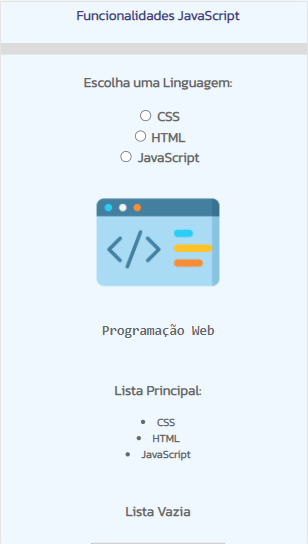 Funcionalidades JavaScript
Escolha uma Linguagem:
CSS
HTML
JavaScript
</>
Programação Web
Lista Principal:
CSS
HTML
JavaScript
Lista Vazia